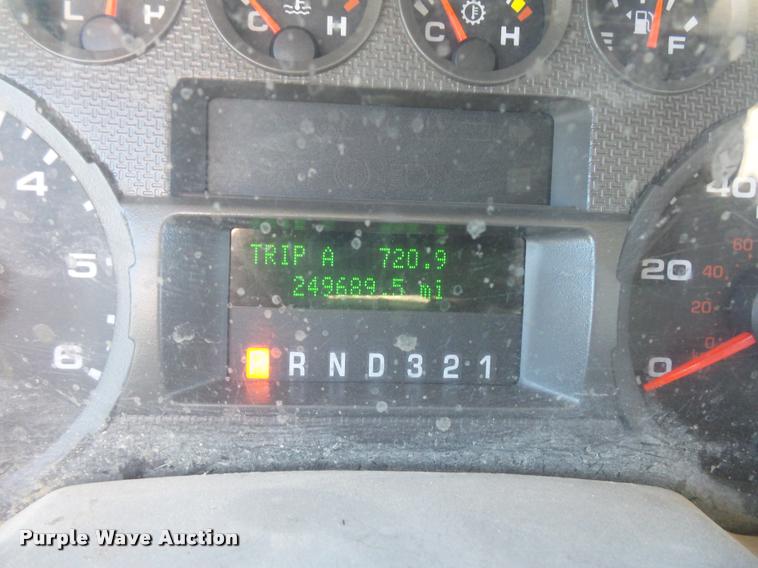 L H
C H
C H
F
4
5
6
TRIP A 720.9
249689.5 mi
P R N D 3 2 1
40
20
0
60
40
20
0
Purple Wave Auction